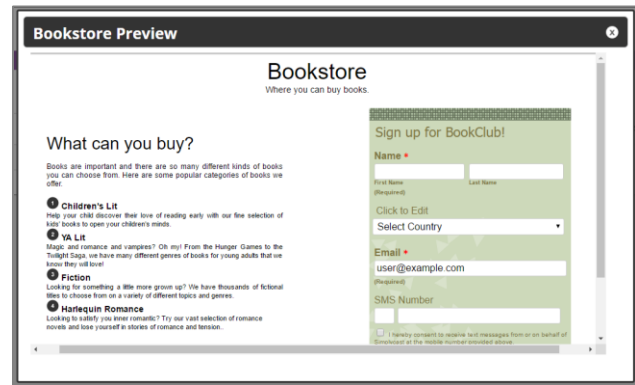 Bookstore Preview
x
Bookstore
Where you can buy books.
What can you buy?
Books are important and there are so many different kinds of books
you can choose from. Here are some popular categories of books we
offer.
1 Children's Lit
Help your child discover their love of reading early with our fine selection of
kids' books to open your children's minds.
2 YA Lit
Magic and romance and vampires? Oh my! From the Hunger Games to the
Twilight Saga, we have many different genres of books for young adults that we
know they will love!
3 Fiction
Looking for something a little more grown up? We have thousands of fictional
titles to choose from on a variety of different topics and genres.
4 Harlequin Romance
Looking to satisfy you inner romantic? Try our vast selection of romance
novels and lose yourself in stories of romance and tension..
Sign up for BookClub!
Name *
First Name Last Name
(Required)
Click to Edit
Select Country
Email *
user@example.com
(Required)
SMS Number
I hereby consent to receive text messages from or on behalf of
at the mobile number provided above